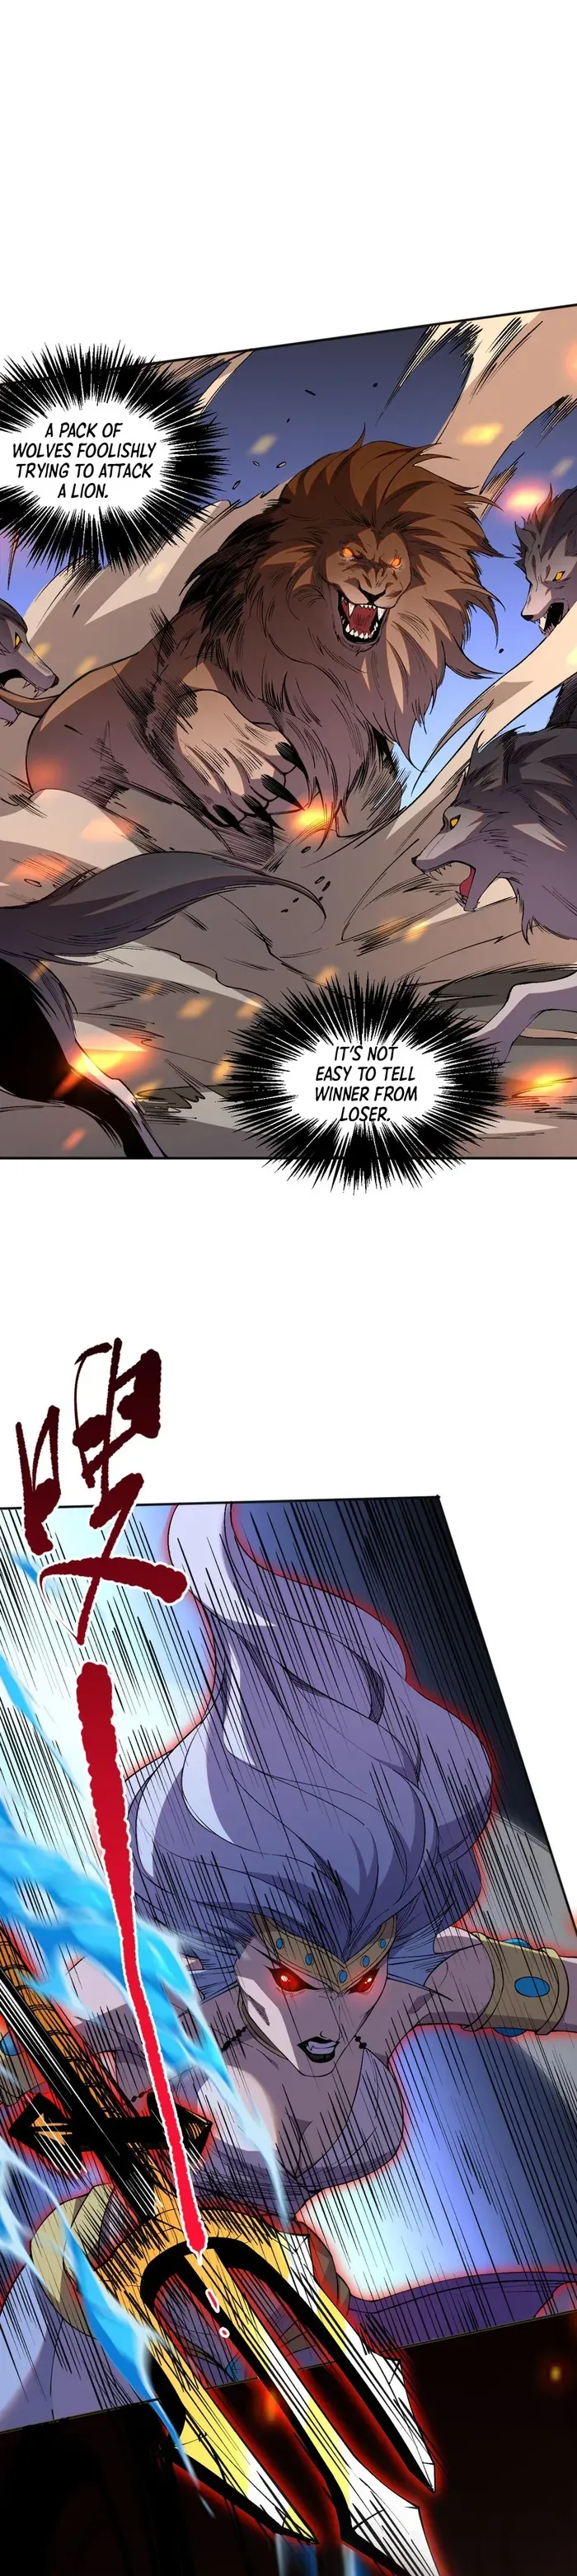 A PACK OF
WOLVES FOOLISHLY
TRYING TO ATTACK
A LION.
IT'S NOT
EASY TO TELL
WINNER FROM
LOSER.
嗖